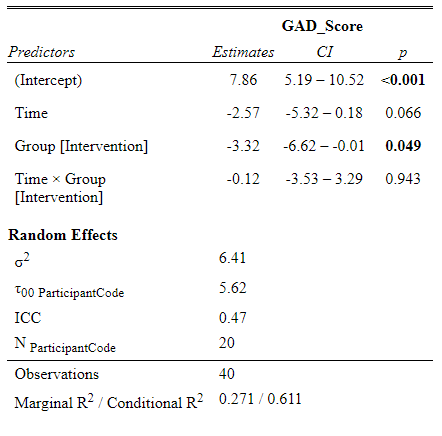 GAD_Score
Predictors Estimates CI p
(Intercept) 7.86 5.19 – 10.52 <0.001
Time -2.57 -5.32 – 0.18 0.066
Group [Intervention] -3.32 -6.62 – -0.01 0.049
Time × Group -0.12 -3.53 – 3.29 0.943
[Intervention]
Random Effects
σ2 6.41
τ00 ParticipantCode 5.62
ICC 0.47
N ParticipantCode 20
Observations 40
Marginal R2 / Conditional R2 0.271 / 0.611